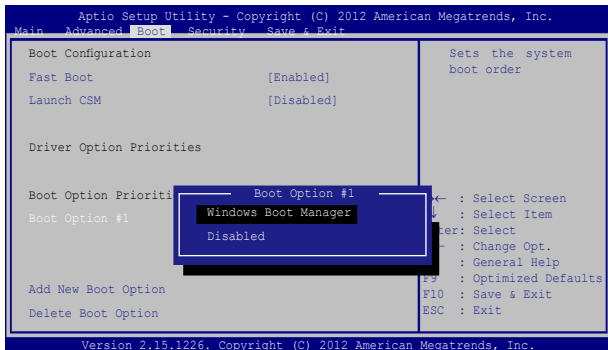 Aptio Setup Utility - Copyright (C) 2012 American Megatrends, Inc.
Main Advanced Boot Security Save & Exit
Boot Configuration
Fast Boot [Enabled]
Launch CSM [Disabled]
Driver Option Priorities
Boot Option
Boot Option #1
Add New Boot Option
Delete Boot Option
Boot Option #1
Windows Boot Manager
Disabled
Sets the system
boot order
→← : Select Screen
: Select Item
: Select
: Change Opt.
: General Help
F9 : Optimized Defaults
F10 : Save & Exit
ESC : Exit
Version 2.15.1226. Copyright (C) 2012 American Megatrends, Inc.